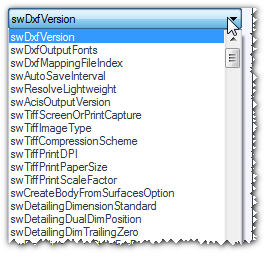 swDxfVersion
swDxfVersion
swDxfOutputFonts
swDxfMappingFileIndex
swAutoSaveInterval
swResolveLightweight
swAcisOutputVersion
swTiffScreenOrPrintCapture
swTiffImageType
swTiffCompressionScheme
swTiffPrintDPI
swTiffPrintPaperSize
swTiffPrintScaleFactor
swCreateBodyFromSurfacesOption
swDetailingDimensionStandard
swDetailingDualDimPosition
swDetailingDimTrailingZero